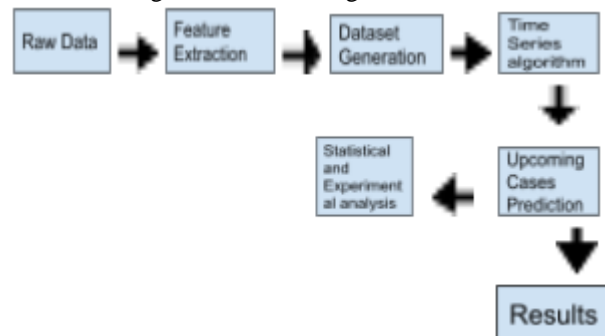 Raw Data
Feature
Extraction
Dataset
Generation
Time
Series
algorithm
Statistical
and
Experiment
al analysis
Upcoming
Cases
Prediction
Results